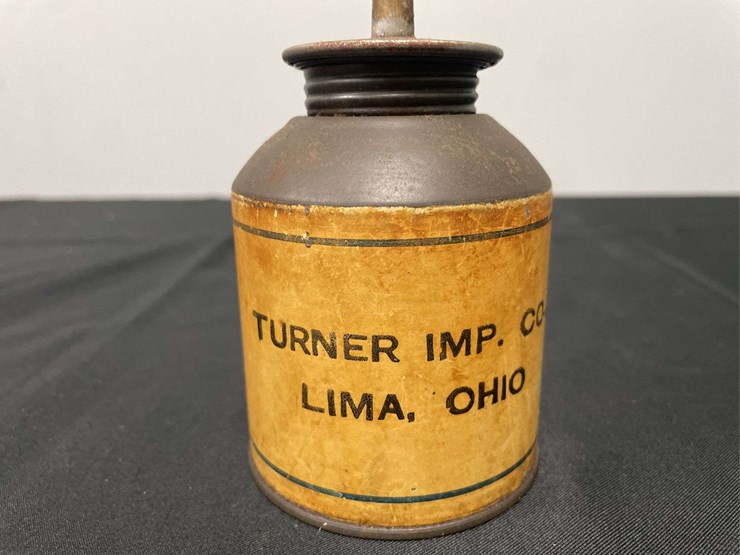 TURNER IMP. CO.
LIMA, OHIO